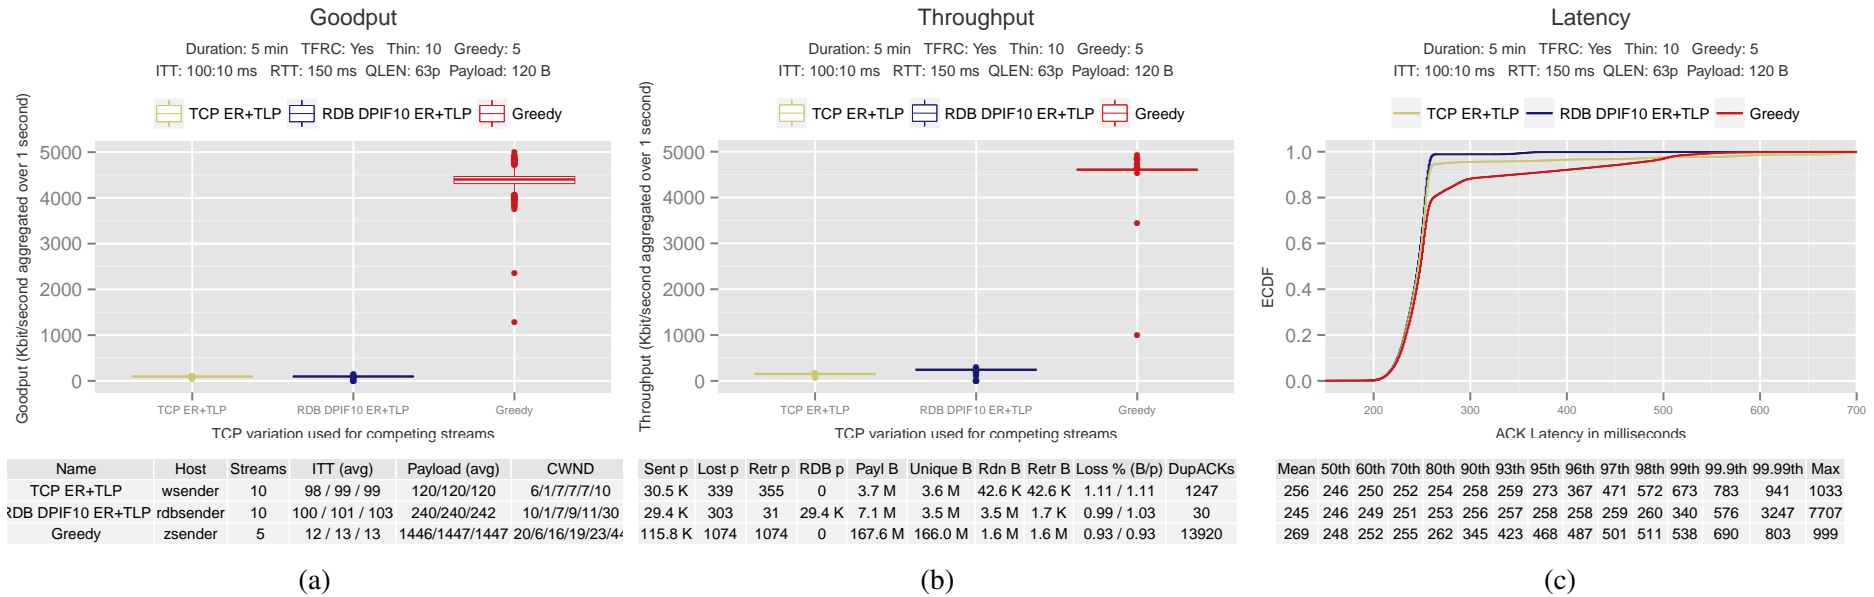 Goodput
Duration: 5 min TFRC: Yes Thin: 10 Greedy: 5
ITT: 100:10 ms RTT: 150 ms QLEN: 63p Payload: 120 B
TCP ER+TLP RDB DPIF10 ER+TLP Greedy
Goodput (Kbit/second aggregated over 1 second)
5000
4000
3000
2000
1000
0
TCP ER+TLP RDB DPIF10 ER+TLP Greedy
TCP variation used for competing streams
Name Host Streams ITT (avg) Payload (avg) CWND
TCP ER+TLP wsender 10 98 / 99 / 99 120/120/120 6/1/7/7/7/10
RDB DPIF10 ER+TLP rdbsender 10 100 / 101 / 103 240/240/242 10/1/7/9/11/30
Greedy zsender 5 12 / 13 / 13 1446/1447/1447 20/6/16/19/23/44
(a)
Throughput
Duration: 5 min TFRC: Yes Thin: 10 Greedy: 5
ITT: 100:10 ms RTT: 150 ms QLEN: 63p Payload: 120 B
TCP ER+TLP RDB DPIF10 ER+TLP Greedy
Throughput (Kbit/second aggregated over 1 second)
5000
4000
3000
2000
1000
0
TCP ER+TLP RDB DPIF10 ER+TLP Greedy
TCP variation used for competing streams
Sent p Lost p Retr p RDB p Payl B Unique B Rdn B Retr B Loss % (B/p) DupACKs
30.5 K 339 355 0 3.7 M 3.6 M 42.6 K 42.6 K 1.11 / 1.11 1247
29.4 K 303 31 29.4 K 7.1 M 3.5 M 3.5 M 1.7 K 0.99 / 1.03 30
115.8 K 1074 1074 0 167.6 M 166.0 M 1.6 M 1.6 M 0.93 / 0.93 13920
(b)
Latency
Duration: 5 min TFRC: Yes Thin: 10 Greedy: 5
ITT: 100:10 ms RTT: 150 ms QLEN: 63p Payload: 120 B
TCP ER+TLP RDB DPIF10 ER+TLP Greedy
ECDF
1.0
0.8
0.6
0.4
0.2
0.0
200 300 400 500 600 700
ACK Latency in milliseconds
Mean 50th 60th 70th 80th 90th 93th 95th 96th 97th 98th 99th 99.9th 99.99th Max
256 246 250 252 254 258 259 273 367 471 572 673 783 941 1033
245 246 249 251 253 256 257 258 258 259 260 340 576 3247 7707
269 248 252 255 262 345 423 468 487 501 511 538 690 803 999
(c)